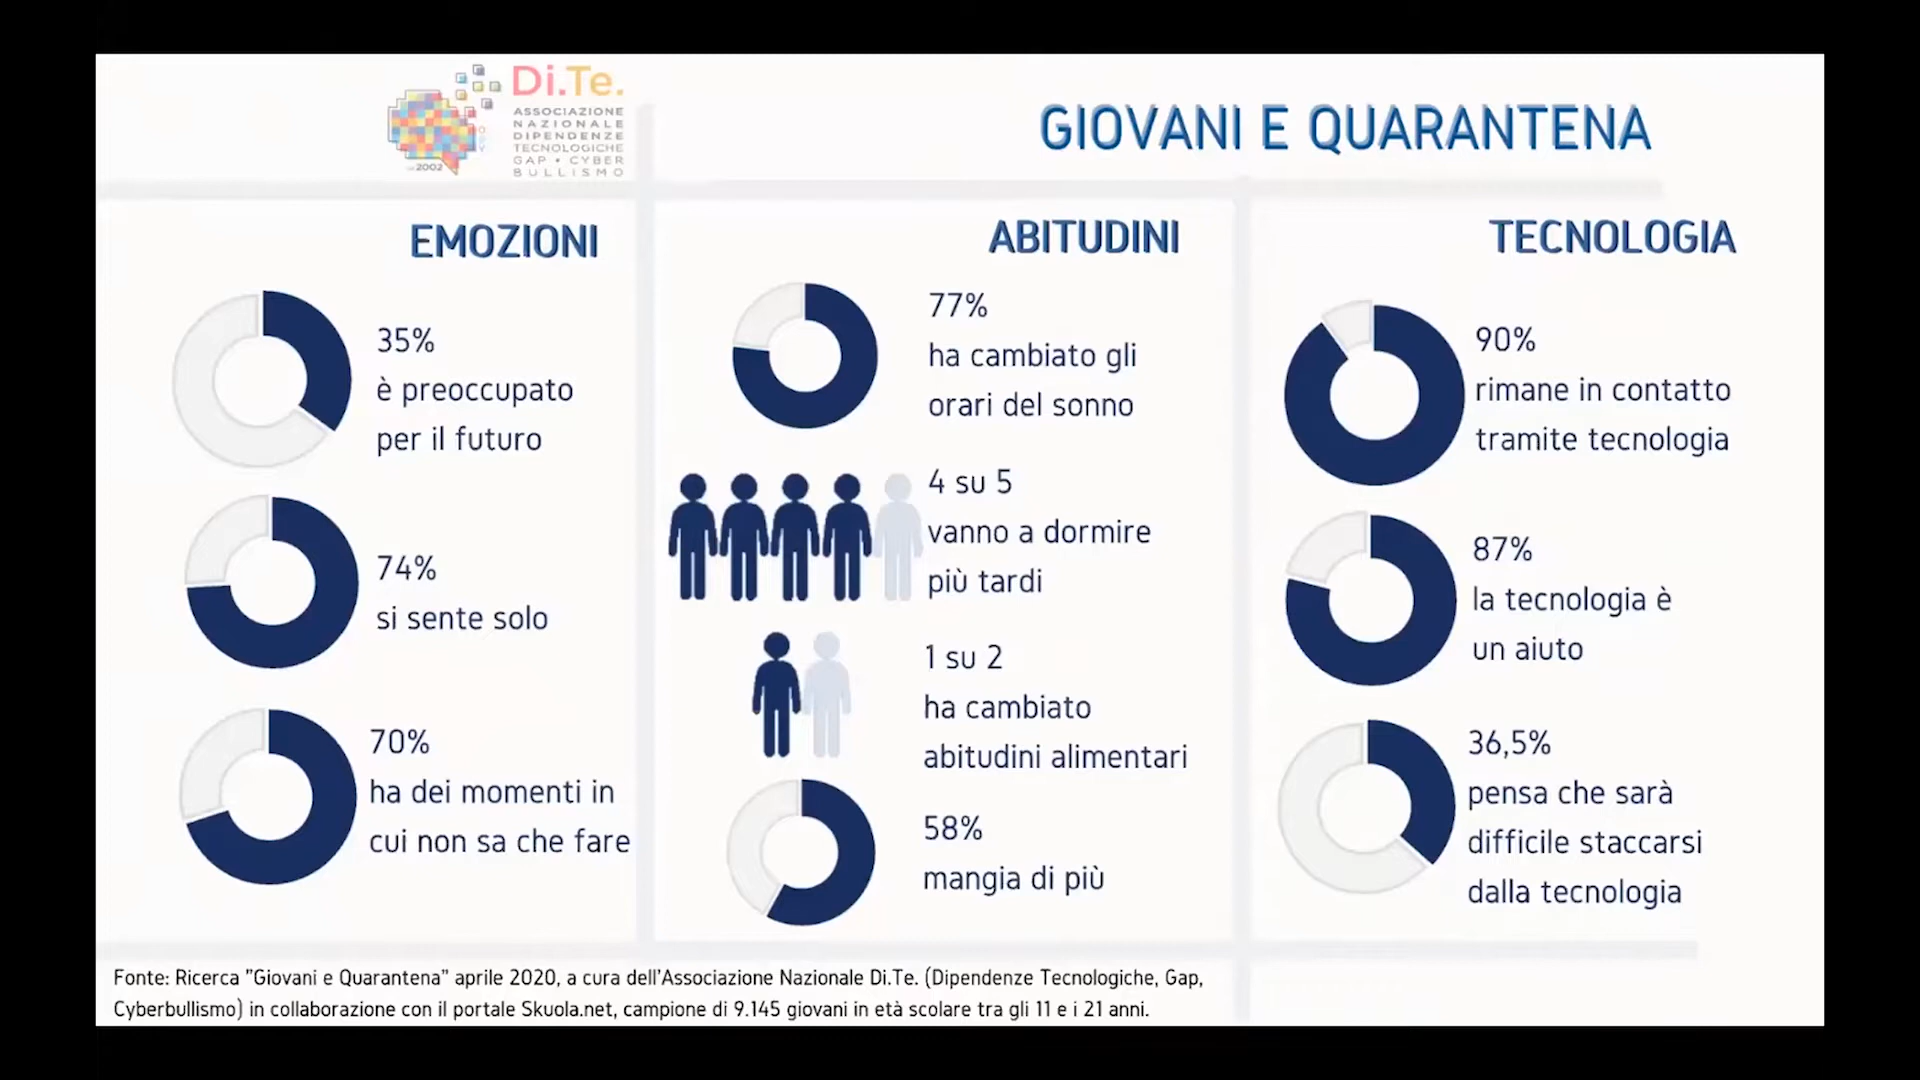 Di.Te.
ASSOCIAZIONE
NAZIONALE
DIPENDENZE
TECNOLOGICHE
GAP • CYBER
BULLISMO
2002
GIOVANI E QUARANTENA
EMOZIONI
35%
è preoccupato
per il futuro
74%
si sente solo
70%
ha dei momenti in
cui non sa che fare
ABITUDINI
77%
ha cambiato gli
orari del sonno
4 su 5
vanno a dormire
più tardi
1 su 2
ha cambiato
abitudini alimentari
58%
mangia di più
TECNOLOGIA
90%
rimane in contatto
tramite tecnologia
87%
la tecnologia è
un aiuto
36,5%
pensa che sarà
difficile staccarsi
dalla tecnologia
Fonte: Ricerca "Giovani e Quarantena" aprile 2020, a cura dell'Associazione Nazionale Di.Te. (Dipendenze Tecnologiche, Gap,
Cyberbullismo) in collaborazione con il portale Skuola.net, campione di 9.145 giovani in età scolare tra gli 11 e i 21 anni.